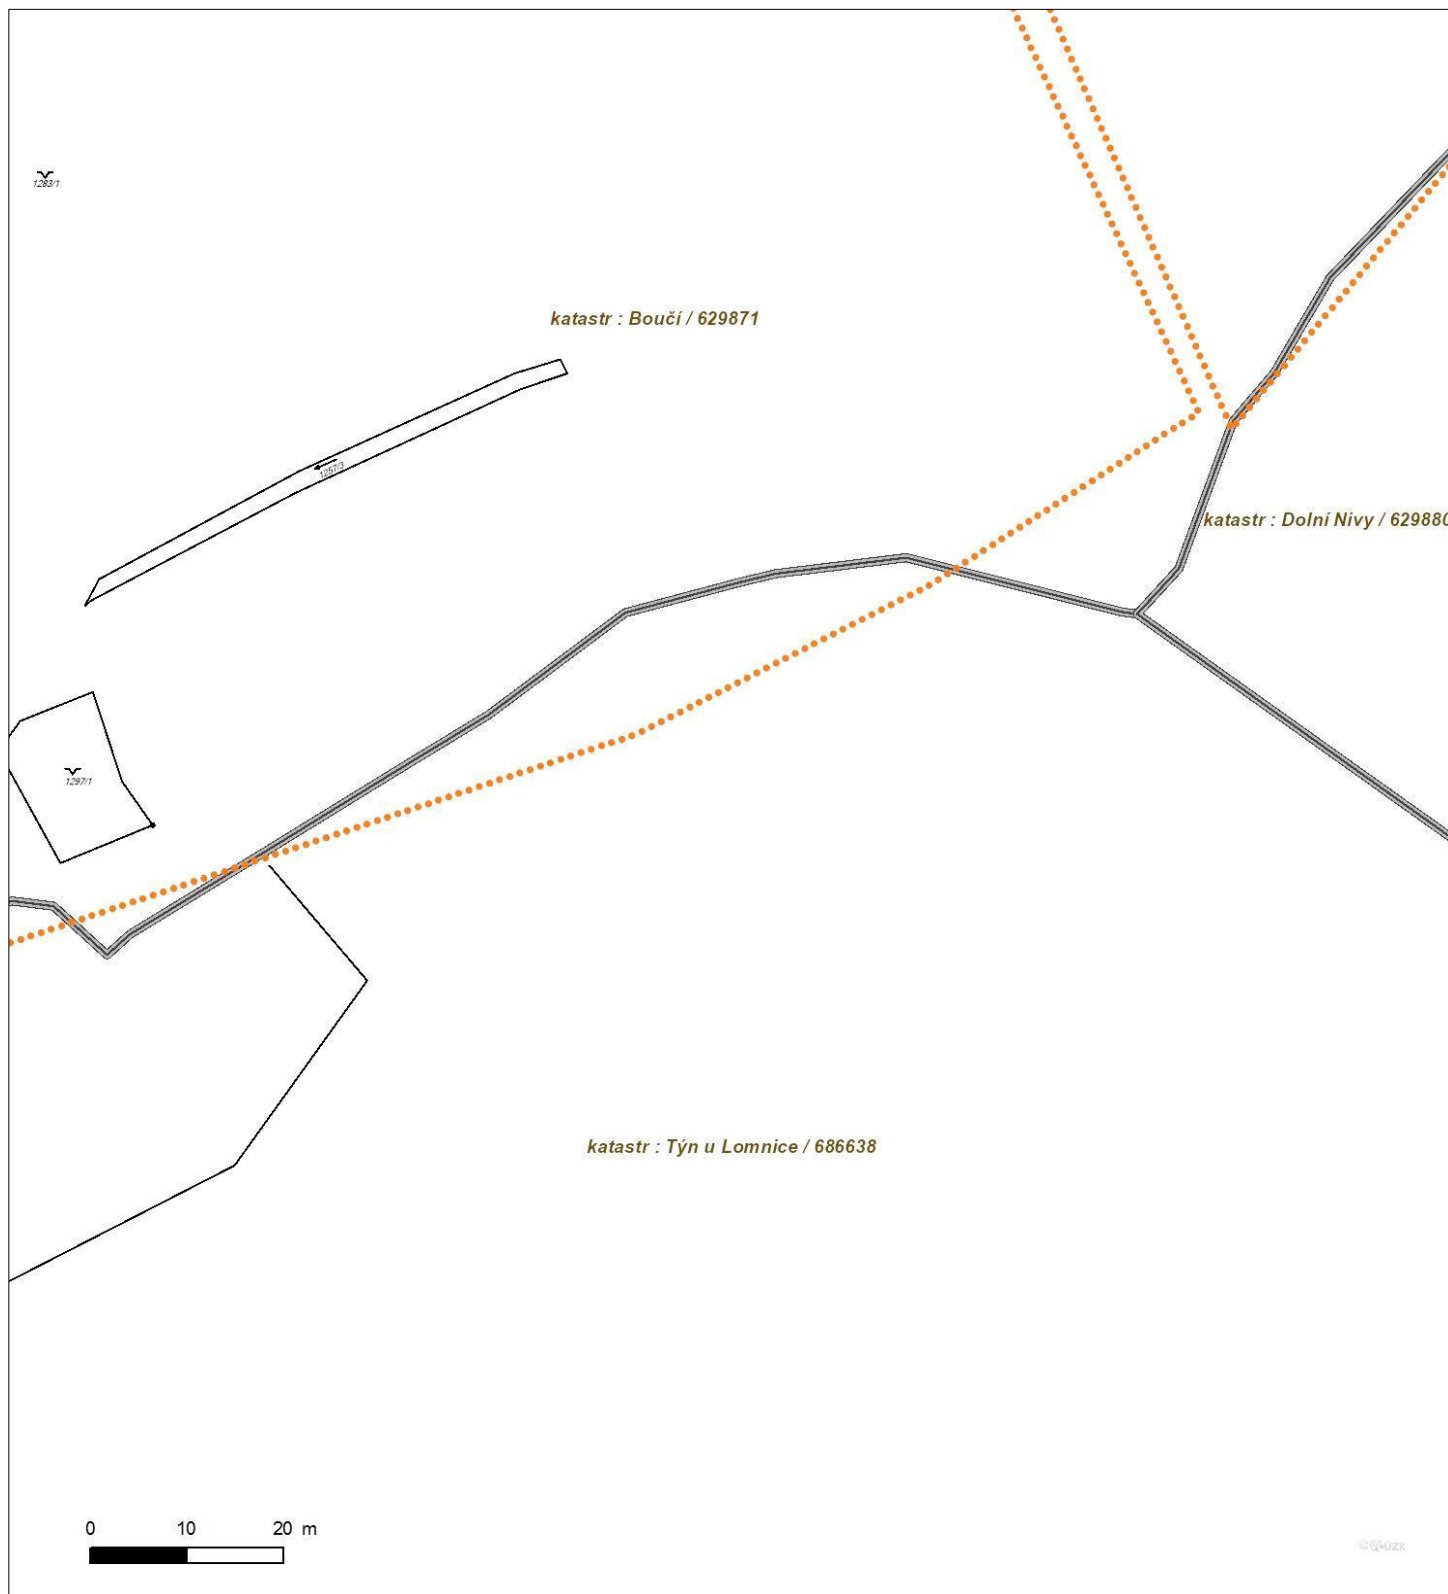 1283/1
katastr : Boučí / 629871
1257/3
katastr : Dolní Nivy / 629880
1297/1
katastr : Týn u Lomnice / 686638
0 10 20 m